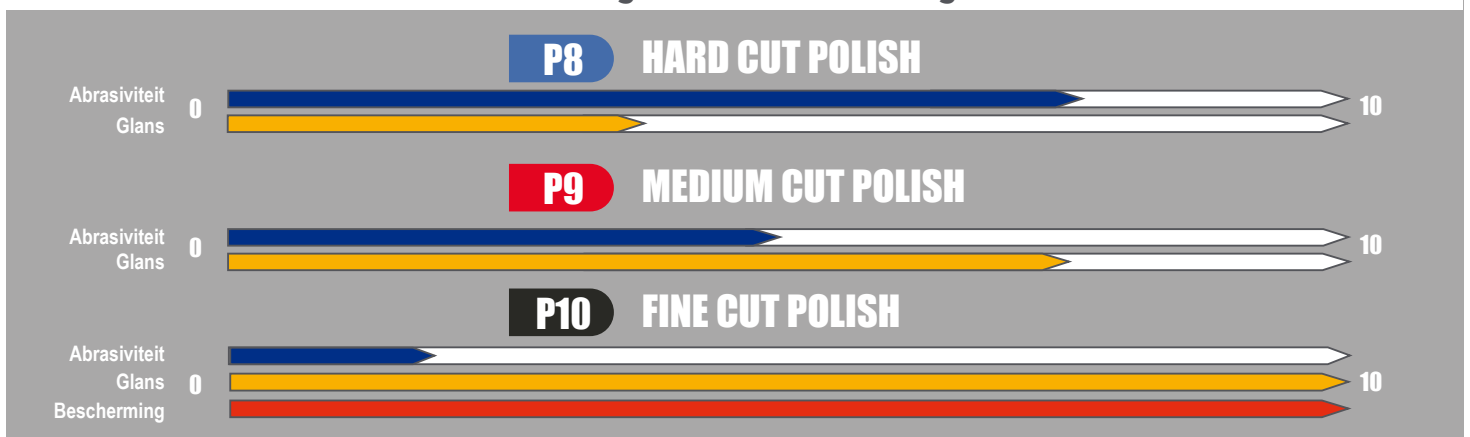 P8 HARD CUT POLISH
Abrasiviteit
0
10
Glans
P9 MEDIUM CUT POLISH
Abrasiviteit
0
10
Glans
P10 FINE CUT POLISH
Abrasiviteit
Glans
0
10
Bescherming